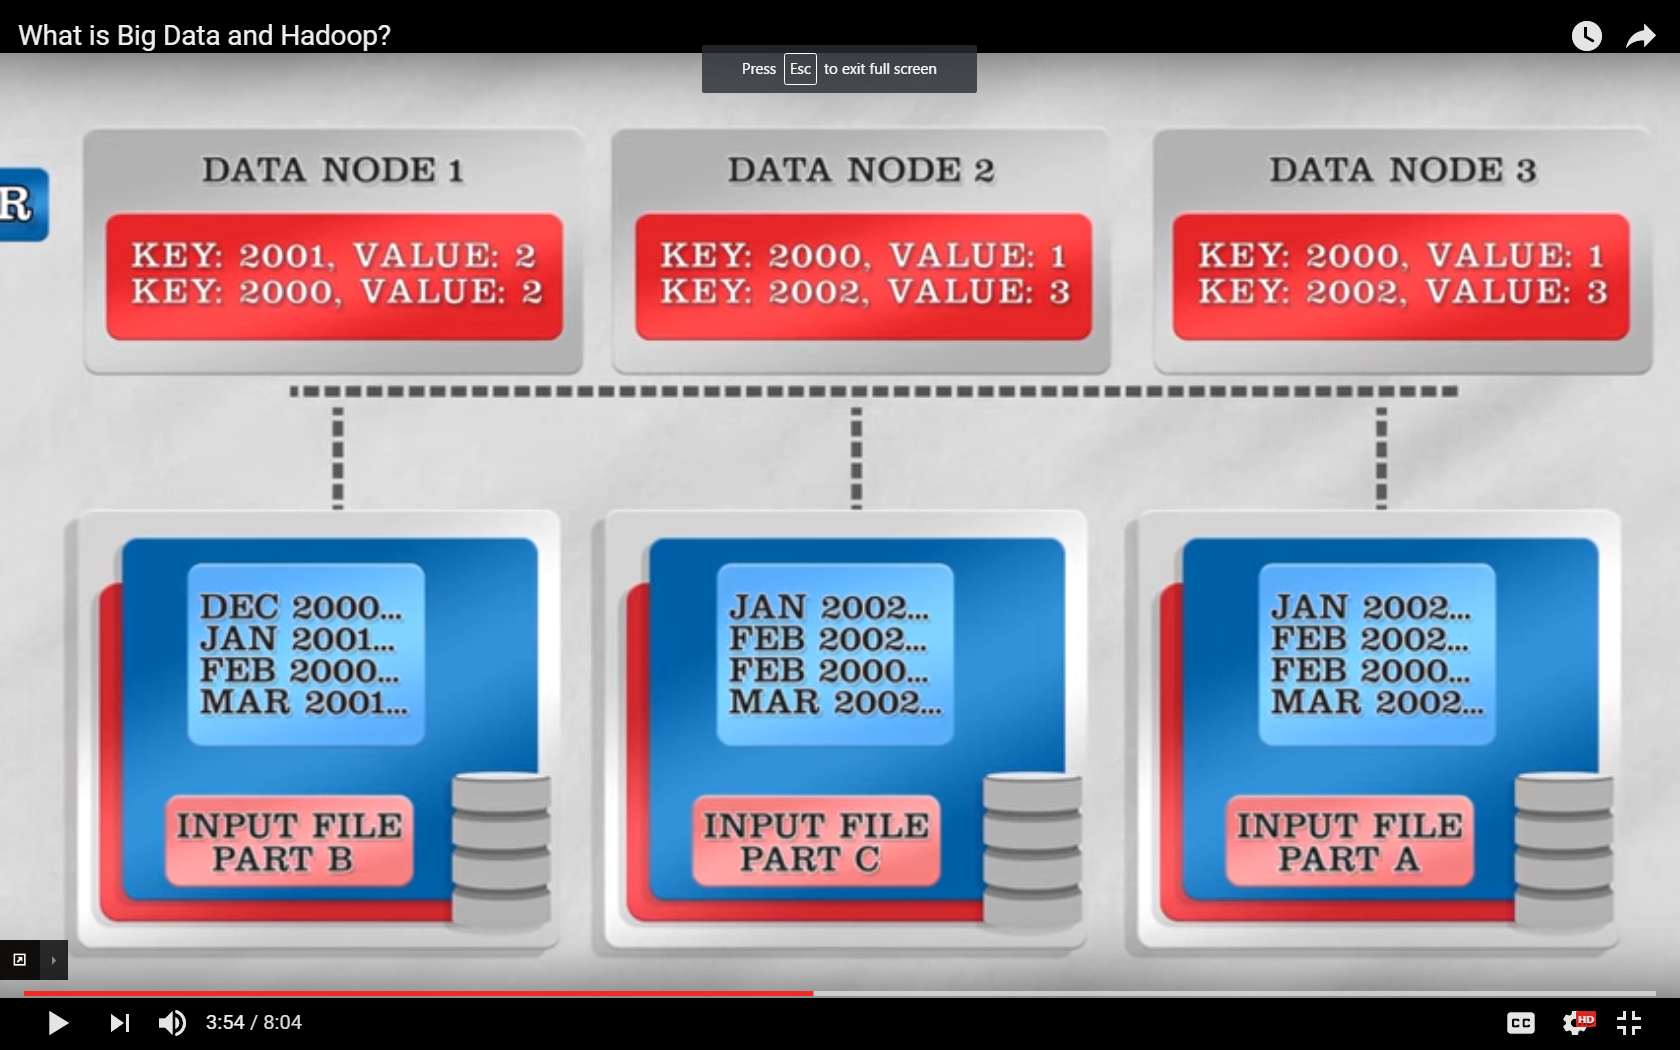 What is Big Data and Hadoop?
Press Esc to exit full screen
R
DATA NODE 1
KEY: 2001, VALUE: 2
KEY: 2000, VALUE: 2
DATA NODE 2
KEY: 2000, VALUE: 1
KEY: 2002, VALUE: 3
DATA NODE 3
KEY: 2000, VALUE: 1
KEY: 2002, VALUE: 3
DEC 2000...
JAN 2001...
FEB 2000...
MAR 2001...
INPUT FILE
PART B
JAN 2002...
FEB 2002...
FEB 2000...
MAR 2002...
INPUT FILE
PART C
JAN 2002...
FEB 2002...
FEB 2000...
MAR 2002...
INPUT FILE
PART A
3:54 / 8:04
CC
HD